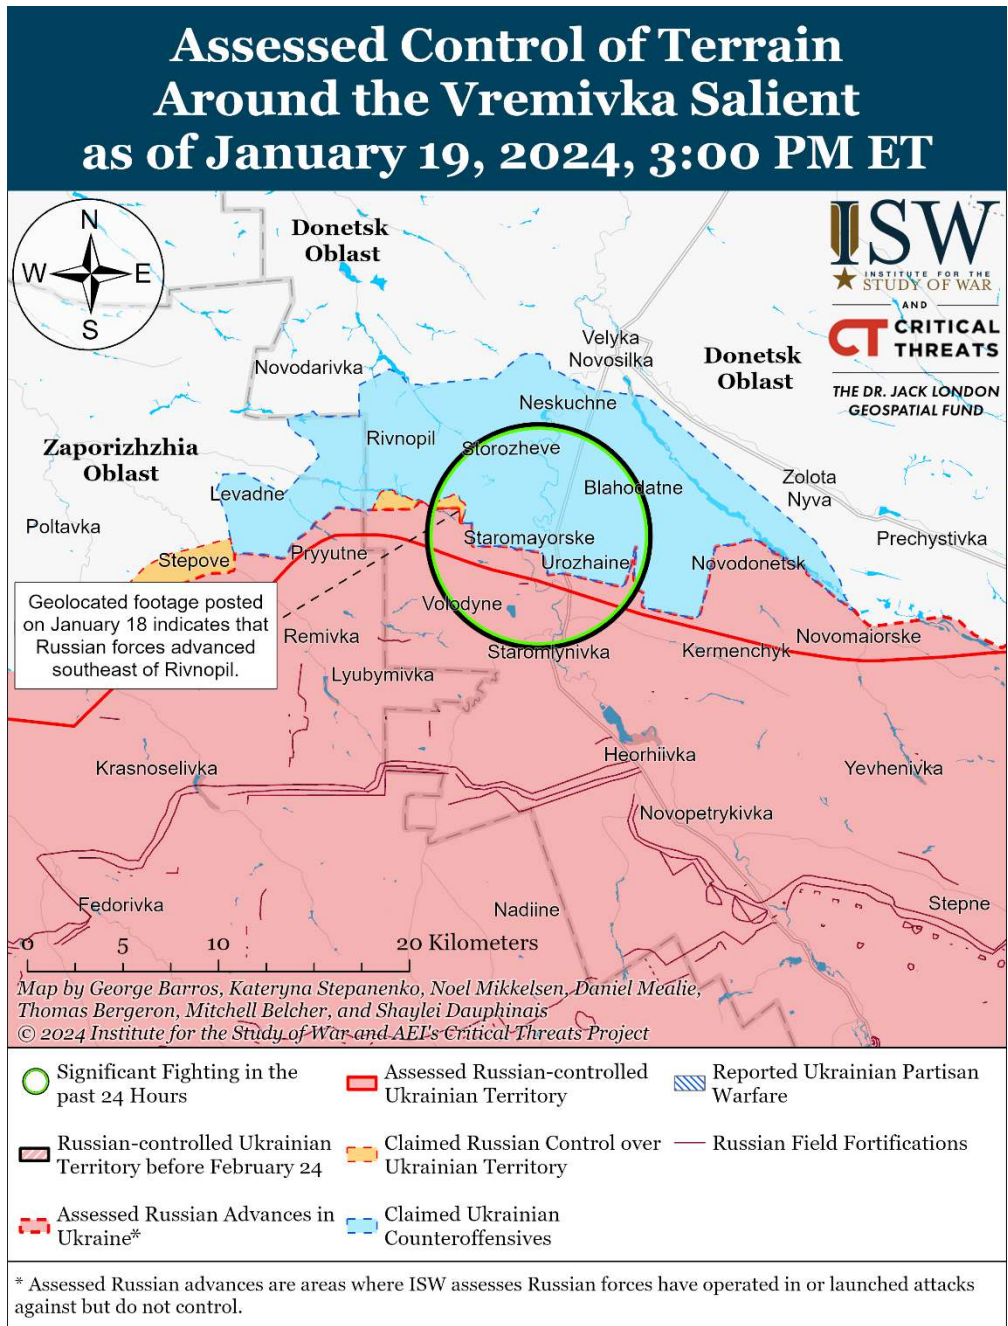 Assessed Control of Terrain
Around the Vremivka Salient
as of January 19, 2024, 3:00 PM ET
N
W
E
S
Donetsk
Oblast
ISW
INSTITUTE FOR THE
STUDY OF WAR
AND
CT CRITICAL
THREATS
THE DR. JACK LONDON
GEOSPATIAL FUND
Velyka
Novosilka
Donetsk
Oblast
Novodarivka
Neskuchne
Zaporizhzhia
Oblast
Rivnopil
Storozheve
Levadne
Blahodatne
Zolota
Nyva
Poltavka
Staromayorske
Prechystivka
Stepove
Pryyutne
Urozhaine
Novodonetsk
Geolocated footage posted
on January 18 indicates that
Russian forces advanced
southeast of Rivnopil.
Volodyne
Remivka
Novomaiorske
Staromlynivka
Kermenchyk
Lyubymivka
Heorhiivka
Krasnoselivka
Yevhenivka
Novopetrykivka
Fedorivka
Nadiine
Stepne
0 5 10 20 Kilometers
Map by George Barros, Kateryna Stepanenko, Noel Mikkelsen, Daniel Mealie,
Thomas Bergeron, Mitchell Belcher, and Shaylei Dauphinais
© 2024 Institute for the Study of War and AEI's Critical Threats Project
Significant Fighting in the
past 24 Hours
Assessed Russian-controlled
Ukrainian Territory
Reported Ukrainian Partisan
Warfare
Russian-controlled Ukrainian
Territory before February 24
Claimed Russian Control over
Ukrainian Territory
Russian Field Fortifications
Assessed Russian Advances in
Ukraine*
Claimed Ukrainian
Counteroffensives
* Assessed Russian advances are areas where ISW assesses Russian forces have operated in or launched attacks
against but do not control.